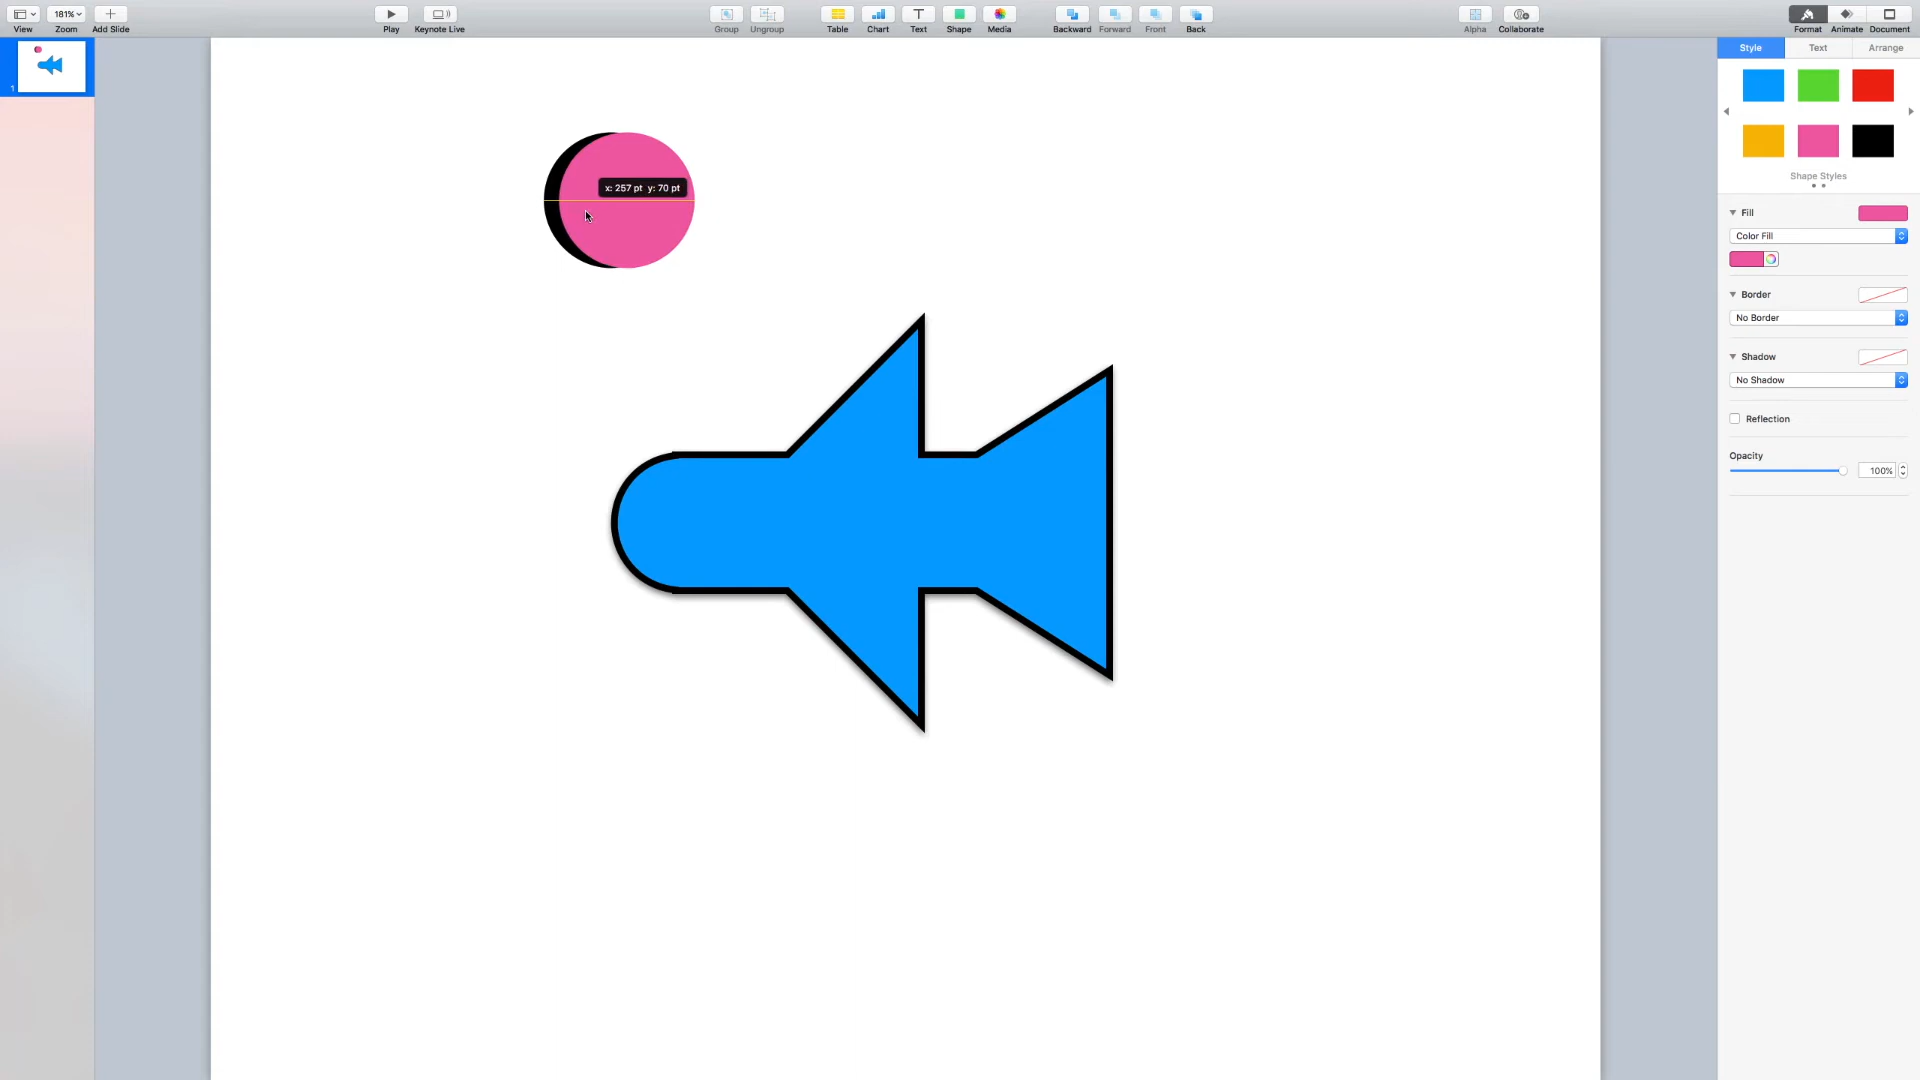 View
181%
Zoom
Add Slide
Play
Keynote Live
Group
Ungroup
Table
Chart
Text
Shape
Media
Backward
Forward
Front
Back
Alpha
Collaborate
Format
Animate
Document
Style
Text
Arrange
Shape Styles
Fill
Color Fill
Border
No Border
Shadow
No Shadow
Reflection
Opacity
100%
x: 257 pt y: 70 pt
1